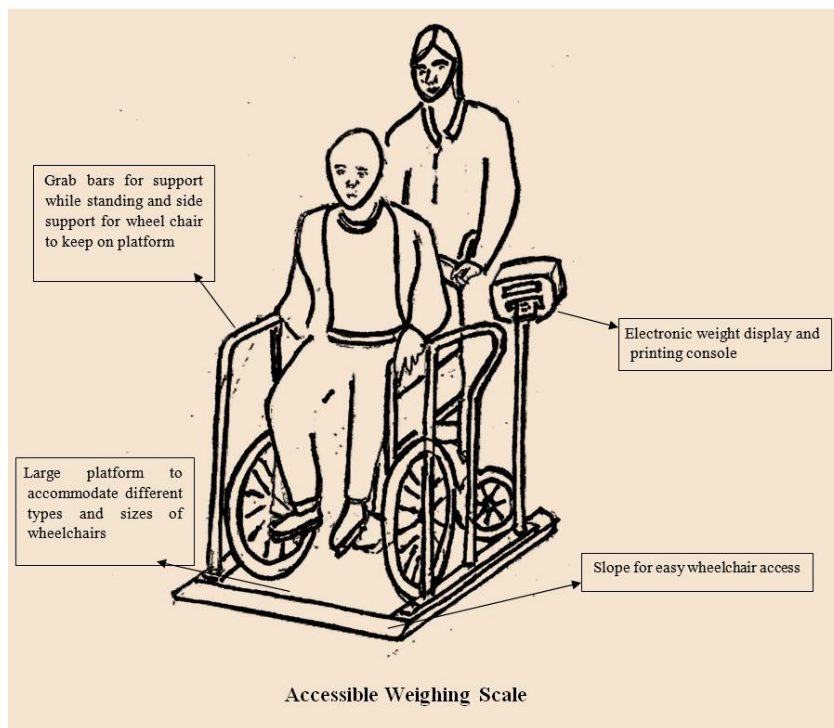 Grab bars for support
while standing and side
support for wheel chair
to keep on platform
Electronic weight display and
printing console
Large platform to
accommodate different
types and sizes of
wheelchairs
Slope for easy wheelchair access
Accessible Weighing Scale